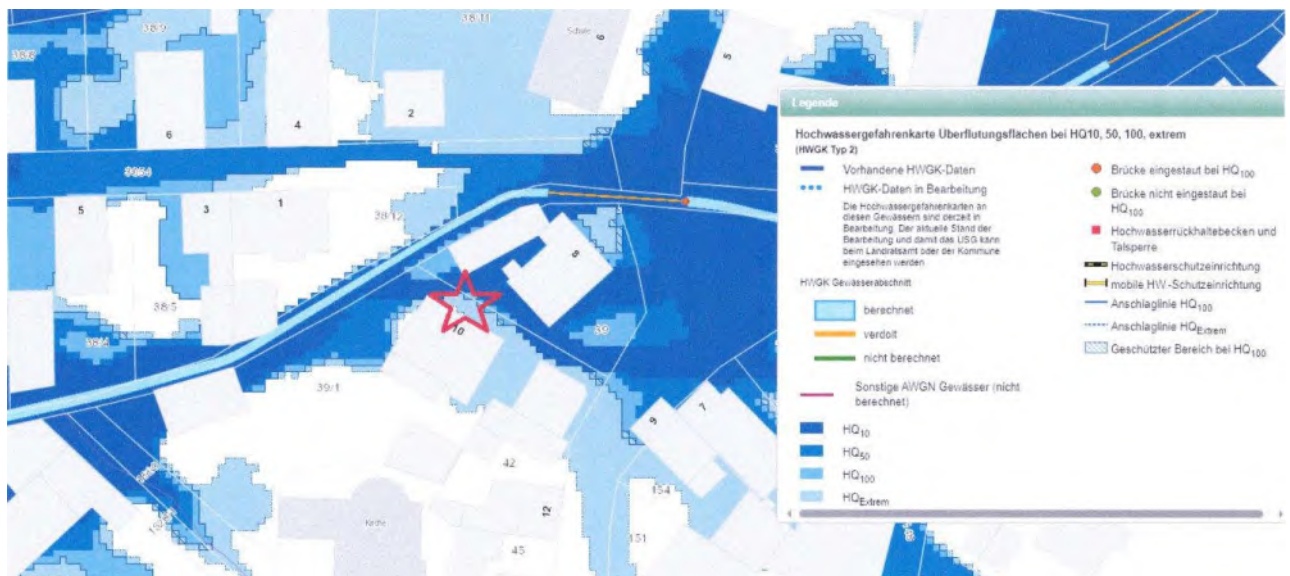 38/11
38/9
Schule
6
38/8
5
2
4
6
38/4
5
3
1
38/12
8
38/5
10
39
39/1
9
7
42
12
154
Kirche
45
151
Legende
Hochwassergefahrenkarte Überflutungsflächen bei HQ10, 50, 100, extrem
(HWGK Typ 2)
Vorhandene HWGK-Daten
HWGK-Daten in Bearbeitung
Die Hochwassergefahrenkarten an
diesen Gewässern sind derzeit in
Bearbeitung. Der aktuelle Stand der
Bearbeitung und damit das USG kann
beim Landratsamt oder der Kommune
eingesehen werden
HWGK Gewässerabschnitt
berechnet
verdolt
nicht berechnet
Sonstige AWGN Gewässer (nicht
berechnet)
HQ10
HQ50
HQ100
HQExtrem
Brücke eingestaut bei HQ100
Brücke nicht eingestaut bei
HQ100
Hochwasserrückhaltebecken und
Talsperre
Hochwasserschutzeinrichtung
mobile HW-Schutzeinrichtung
Anschlaglinie HQ100
Anschlaglinie HQExtrem
Geschützter Bereich bei HQ100